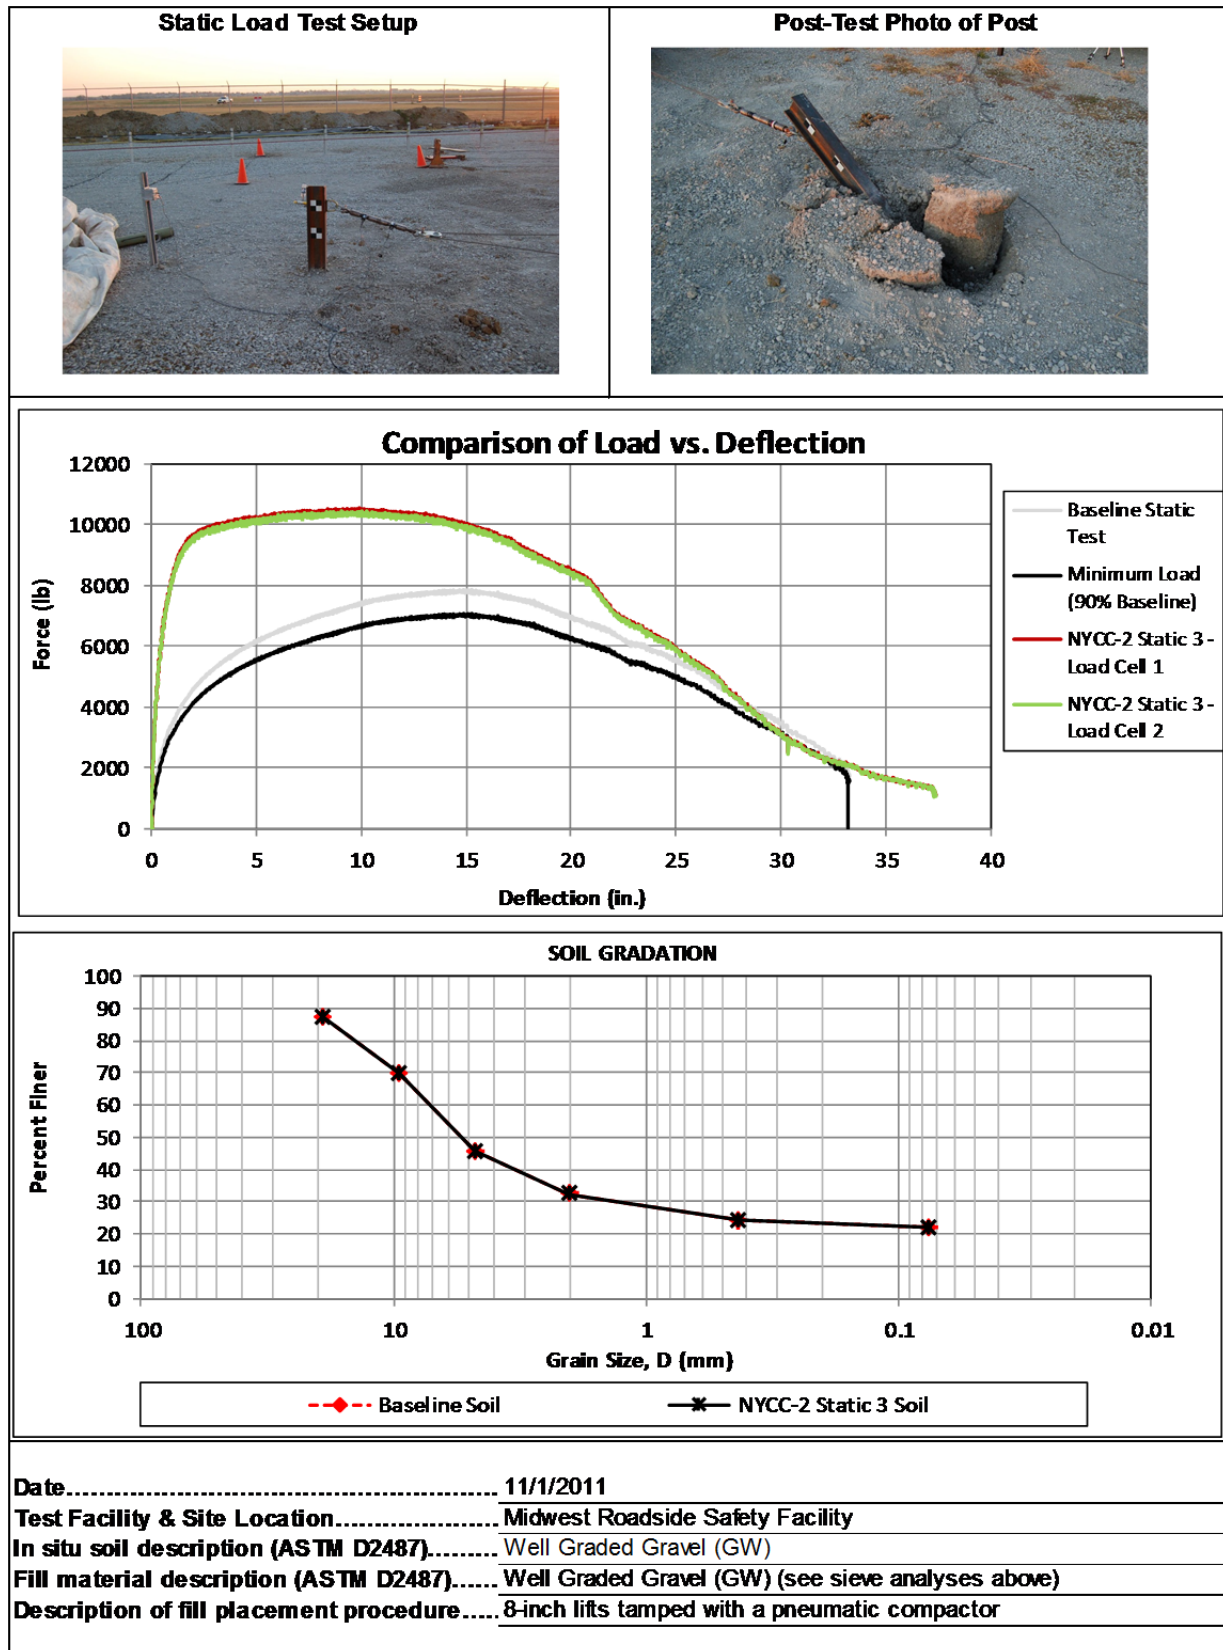 Static Load Test Setup
Post-Test Photo of Post
Comparison of Load vs. Deflection
12000
10000
8000
6000
4000
2000
0
Force (lb)
0 5 10 15 20 25 30 35 40
Deflection (in.)
Baseline Static
Test
Minimum Load
(90% Baseline)
NYCC-2 Static 3 -
Load Cell 1
NYCC-2 Static 3 -
Load Cell 2
SOIL GRADATION
100
90
80
70
60
50
40
30
20
10
0
Percent Finer
100 10 1 0.1 0.01
Grain Size, D (mm)
Baseline Soil
NYCC-2 Static 3 Soil
Date 11/1/2011
Test Facility & Site Location Midwest Roadside Safety Facility
In situ soil description (ASTM D2487) Well Graded Gravel (GW)
Fill material description (ASTM D2487) Well Graded Gravel (GW) (see sieve analyses above)
Description of fill placement procedure 8-inch lifts tamped with a pneumatic compactor